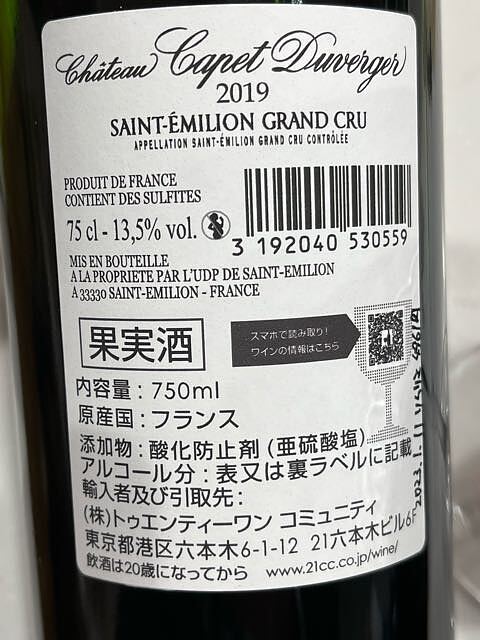 Château Capet Duverger
2019
SAINT-ÉMILION GRAND CRU
APPELLATION SAINT-ÉMILION GRAND CRU CONTRÔLÉE
PRODUIT DE FRANCE
CONTIENT DES SULFITES
75 cl - 13,5% vol.
3 192040 530559
MIS EN BOUTEILLE
A LA PROPRIETE PAR L'UDP DE SAINT-EMILION
A 33330 SAINT-EMILION - FRANCE
スマホで読み取り!
ワインの情報はこちら
果実酒
内容量 : 750ml
原産国 : フランス
添加物 : 酸化防止剤 (亜硫酸塩)
アルコール分 : 表又は裏ラベルに記載
輸入者及び引取先 :
(株)トゥエンティーワン コミュニティ
東京都港区六本木6-1-12 21六本木ビル6F
飲酒は20歳になってから www.21cc.co.jp/wine/